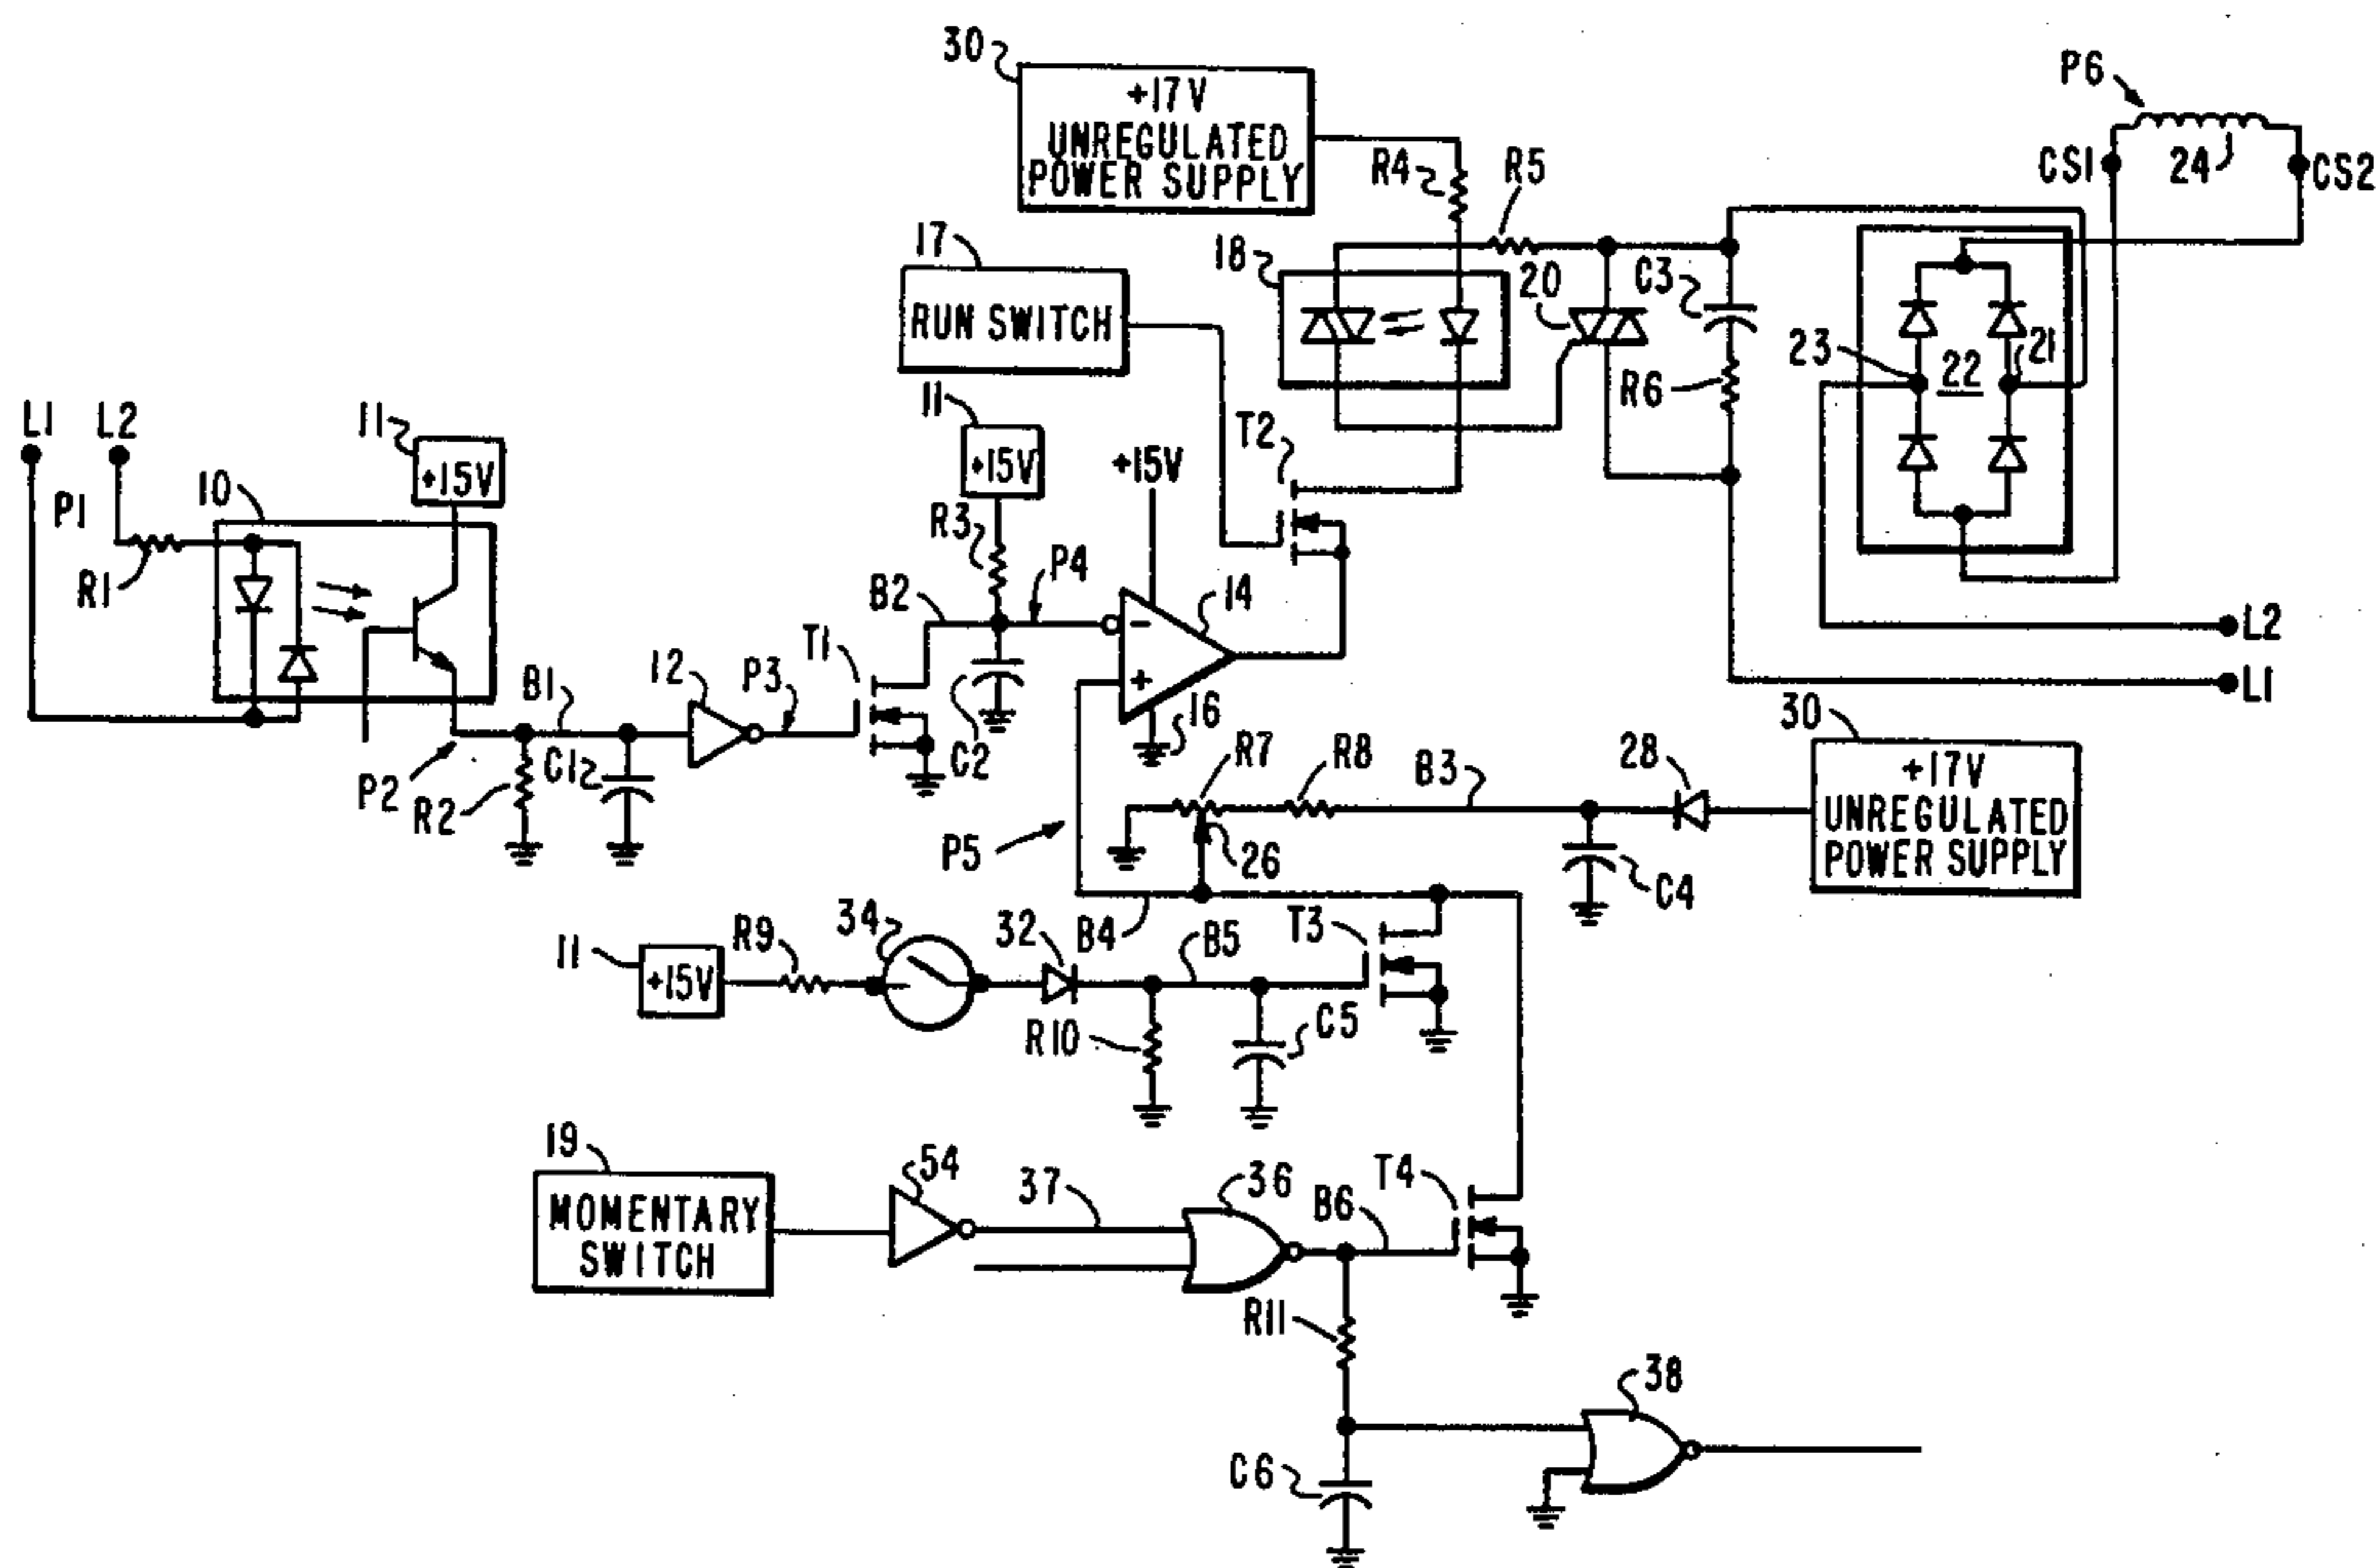 30
+17V
UNREGULATED
POWER SUPPLY
P6
CS1
24
CS2
R4
R5
17
RUN SWITCH
18
20
C3
R6
23
22
21
L1
L2
11
+15V
11
+15V
+15V
T2
P1
10
R1
R3
B2
P4
14
-
+
16
B1
12
P3
T1
C2
P2
R2
C1
L2
L1
30
+17V
UNREGULATED
POWER SUPPLY
R7
R8
B3
28
P5
26
C4
11
+15V
R9
34
32
B4
B5
T3
R10
C5
19
MOMENTARY
SWITCH
54
37
36
B6
T4
R11
38
C6